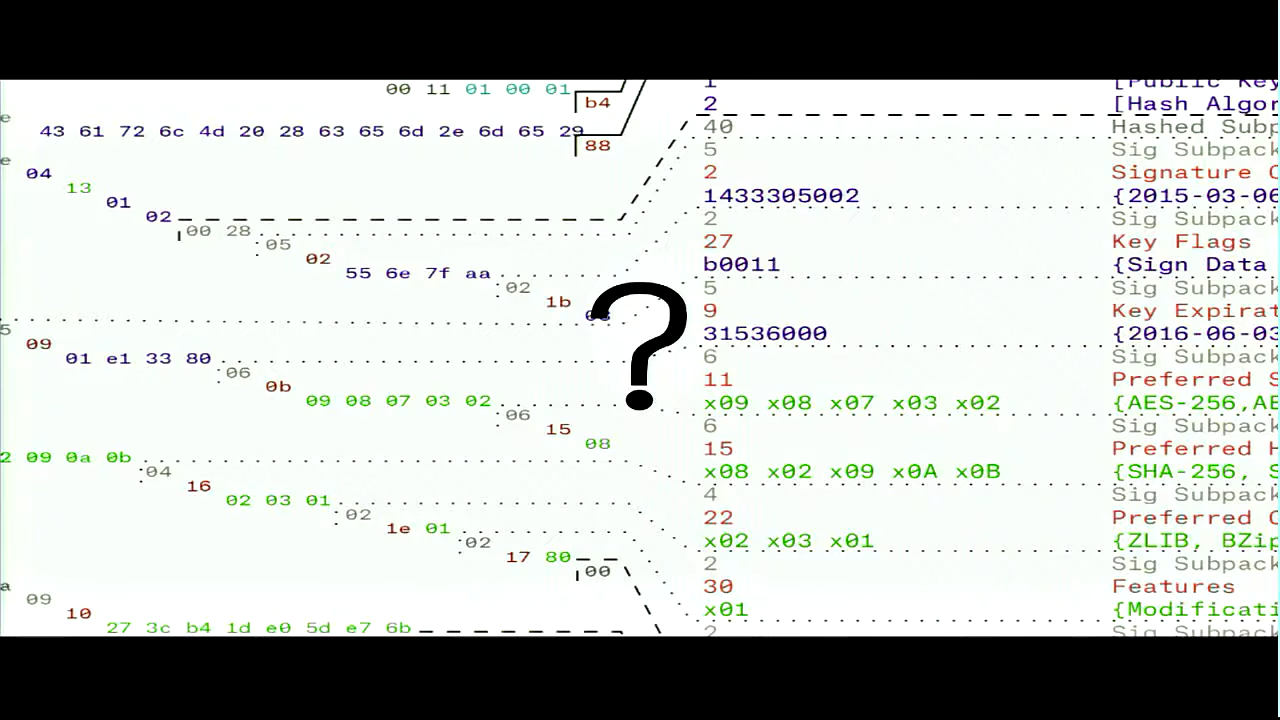 00 11 01 00 01
b4
e
43 61 72 6c 4d 20 28 63 65 6d 2e 6d 65 29
88
e
04
13
01
02
00 28
05
02
55 6e 7f aa
02
1b
03
5
09
01 e1 33 80
06
0b
09 08 07 03 02
06
15
08
2 09 0a 0b
04
16
02 03 01
02
1e 01
02
17 80
00
a
09
10
27 3c b4 1d e0 5d e7 6b
?
1 [Public Key
2 [Hash Algor
40 Hashed Subp
5 Sig Subpack
2 Signature C
1433305002 {2015-03-06
2 Sig Subpack
27 Key Flags
b0011 {Sign Data
5 Sig Subpack
9 Key Expirat
31536000 {2016-06-03
6 Sig Subpack
11 Preferred S
x09 x08 x07 x03 x02 {AES-256,AE
6 Sig Subpack
15 Preferred H
x08 x02 x09 x0A x0B {SHA-256, S
4 Sig Subpack
22 Preferred C
x02 x03 x01 {ZLIB, BZip
2 Sig Subpack
30 Features
x01 {Modificati
2 Sig Subpack